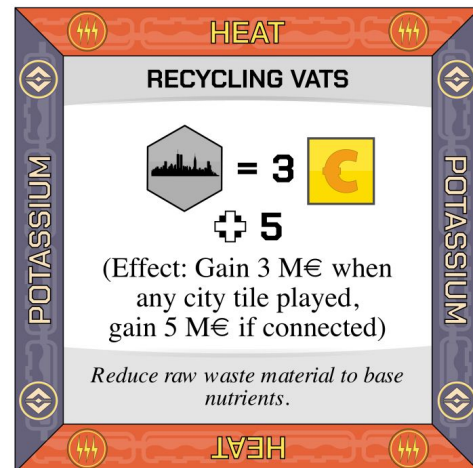 HEAT
RECYCLING VATS
= 3 €
5
(Effect: Gain 3 M€ when
any city tile played,
gain 5 M€ if connected)
Reduce raw waste material to base
nutrients.
POTASSIUM
POTASSIUM
HEAT